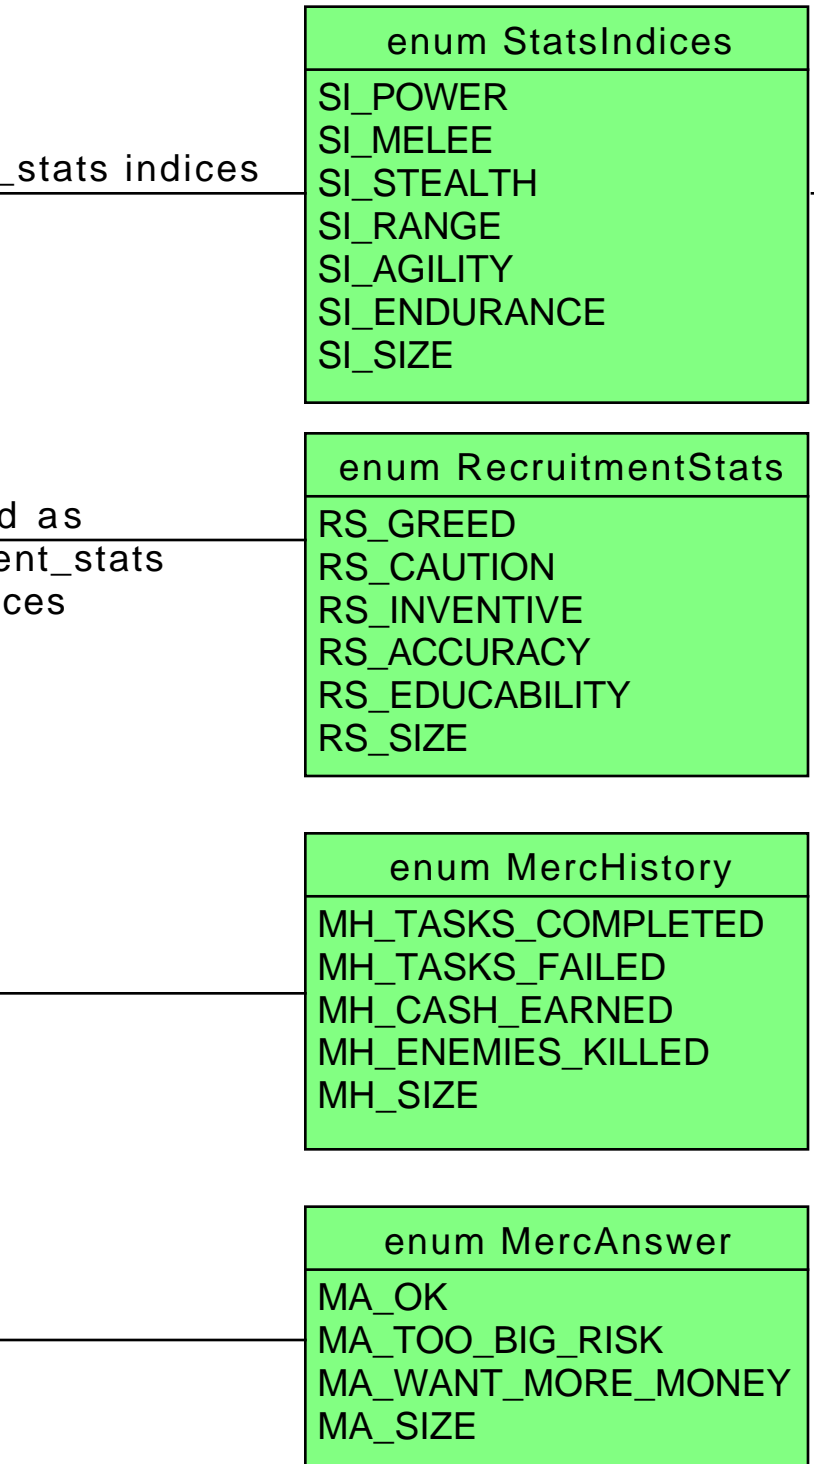 enum StatsIndices
SI_POWER
SI_MELEE
_stats indices
SI_STEALTH
SI_RANGE
SI_AGILITY
SI_ENDURANCE
SI_SIZE
enum RecruitmentStats
d as
ent_stats
ces
RS_GREED
RS_CAUTION
RS_INVENTIVE
RS_ACCURACY
RS_EDUCABILITY
RS_SIZE
enum MercHistory
MH_TASKS_COMPLETED
MH_TASKS_FAILED
MH_CASH_EARNED
MH_ENEMIES_KILLED
MH_SIZE
enum MercAnswer
MA_OK
MA_TOO_BIG_RISK
MA_WANT_MORE_MONEY
MA_SIZE